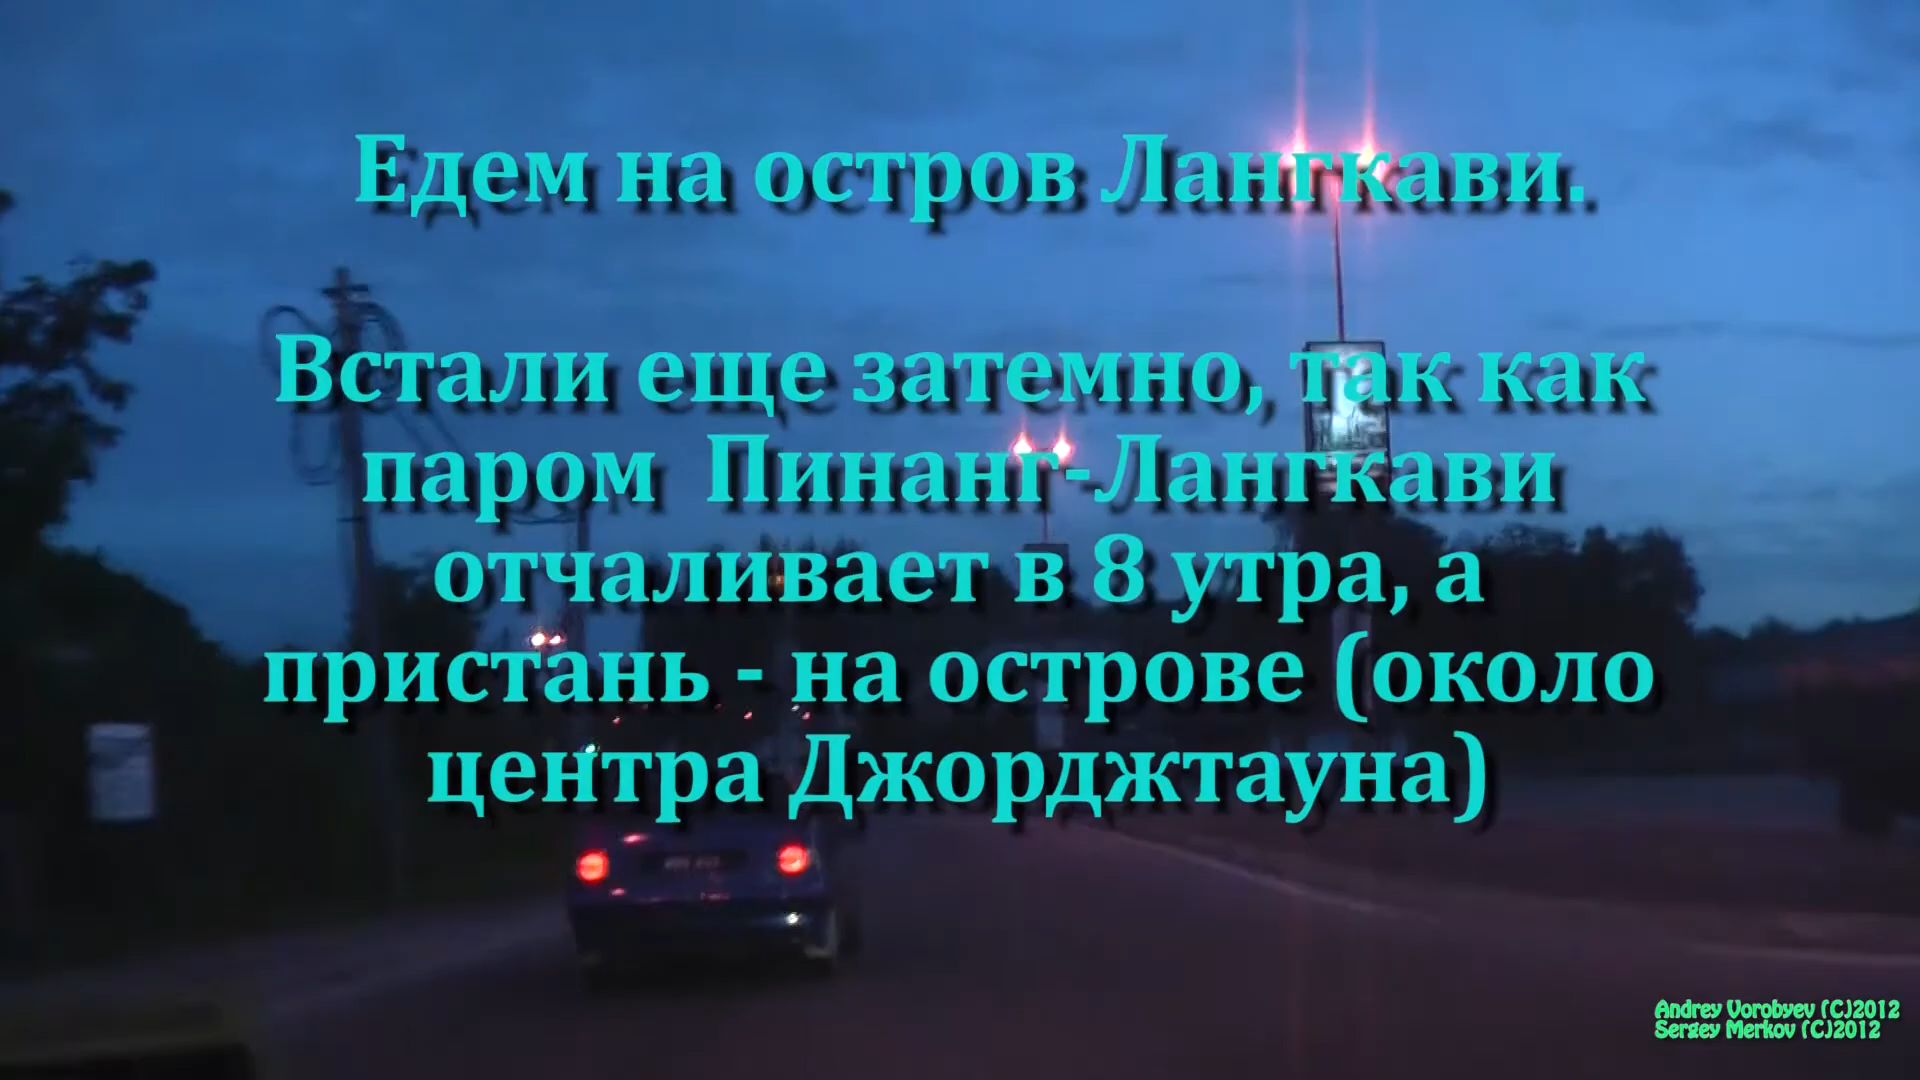 Едем на остров Лангкави.
Встали еще затемно, так как
паром Пинанг-Лангкави
отчаливает в 8 утра, а
пристань - на острове (около
центра Джорджтауна)
Andrey Vorobyev (C)2012
Sergey Merkov (C)2012